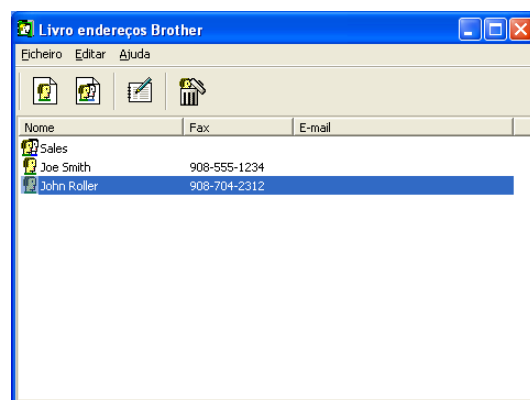 Livro endereços Brother
Ficheiro Editar Ajuda
Nome Fax E-mail
Sales
Joe Smith 908-555-1234
John Roller 908-704-2312